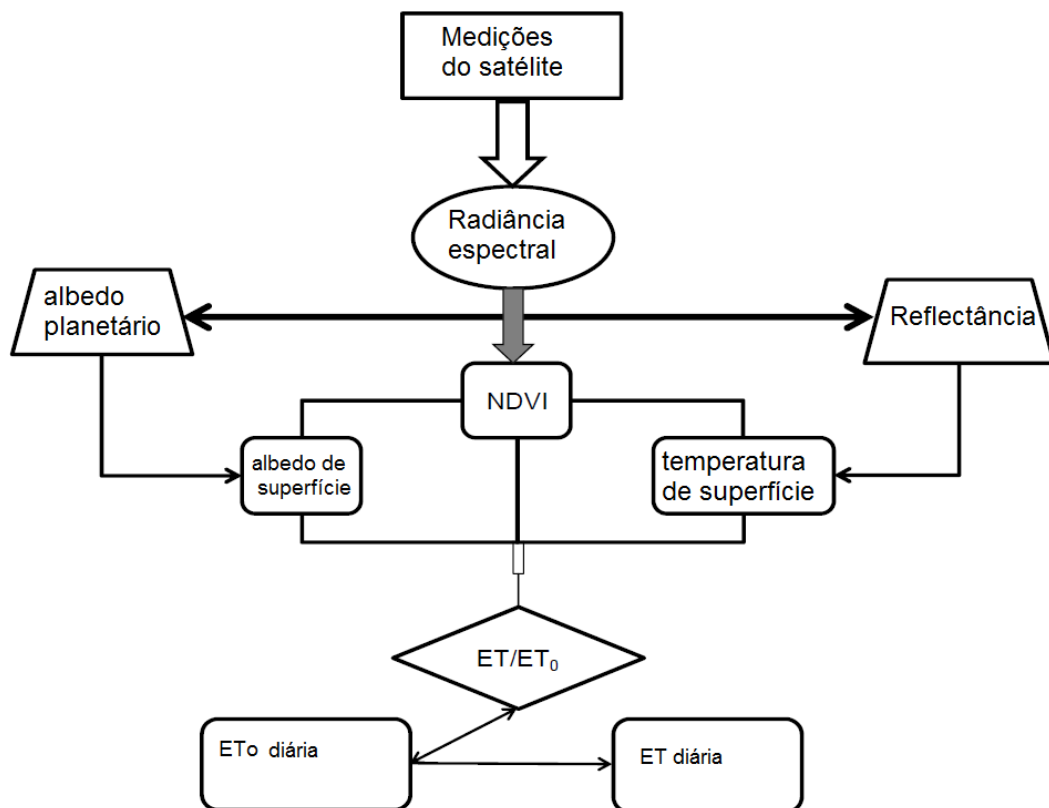 Medições
do satélite
Radiância
espectral
albedo
planetário
Reflectância
NDVI
albedo de
superfície
temperatura
de superfície
ET/ET₀
ETo diária
ET diária